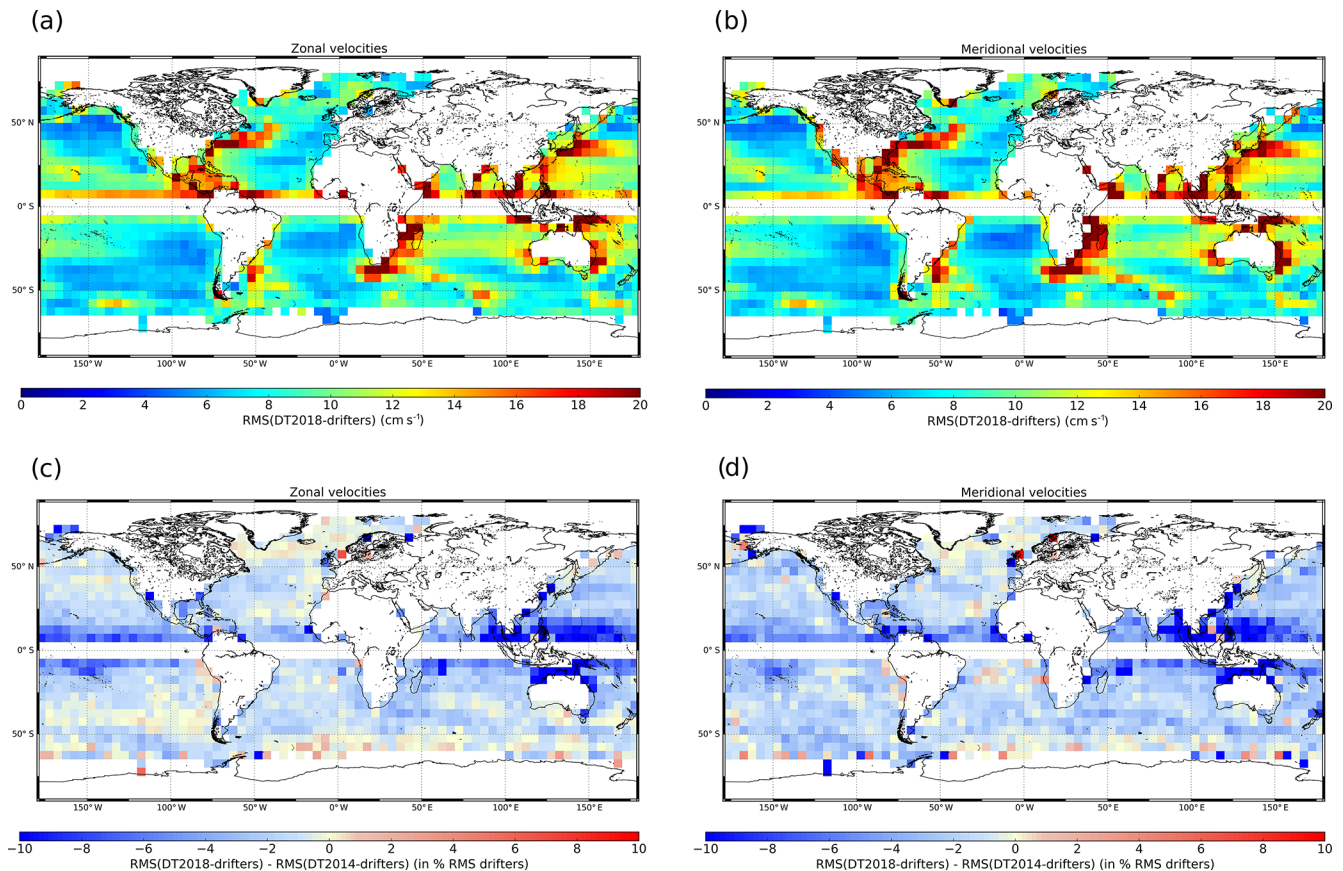 (a)
(b)
Zonal velocities
Meridional velocities
50° N
0° S
50° S
150° W
100° W
50° W
0° W
50° E
100° E
150° E
50° N
0° S
50° S
150° W
100° W
50° W
0° W
50° E
100° E
150° E
0 2 4 6 8 10 12 14 16 18 20
RMS(DT2018-drifters) (cm s⁻¹)
0 2 4 6 8 10 12 14 16 18 20
RMS(DT2018-drifters) (cm s⁻¹)
(c)
(d)
Zonal velocities
Meridional velocities
50° N
0° S
50° S
150° W
100° W
50° W
0° W
50° E
100° E
150° E
50° N
0° S
50° S
150° W
100° W
50° W
0° W
50° E
100° E
150° E
−10 −8 −6 −4 −2 0 2 4 6 8 10
RMS(DT2018-drifters) - RMS(DT2014-drifters) (in % RMS drifters)
−10 −8 −6 −4 −2 0 2 4 6 8 10
RMS(DT2018-drifters) - RMS(DT2014-drifters) (in % RMS drifters)